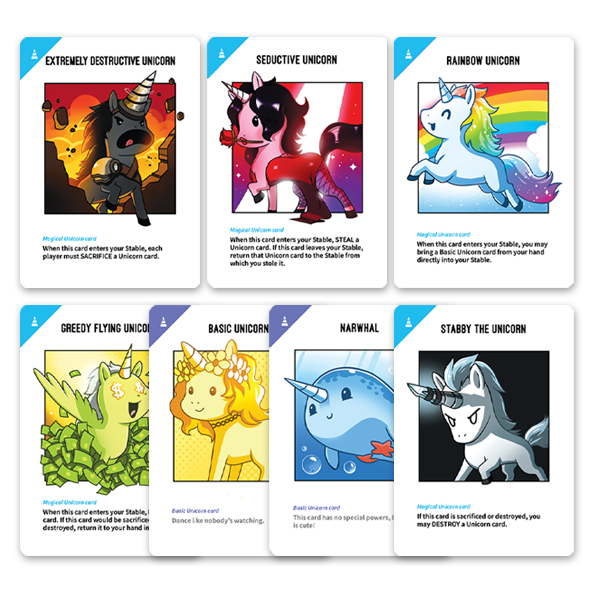 EXTREMELY DESTRUCTIVE UNICORN
Magical Unicorn card
When this card enters your Stable, each
player must SACRIFICE a Unicorn card.
SEDUCTIVE UNICORN
Magical Unicorn card
When this card enters your Stable, STEAL a
Unicorn card. If this card leaves your Stable,
return that Unicorn card to the Stable from
which you stole it.
RAINBOW UNICORN
Magical Unicorn card
When this card enters your Stable, you may
bring a Basic Unicorn card from your hand
directly into your Stable.
GREEDY FLYING UNICO
Magical Unicorn card
When this card enters your Stable,
card. If this card would be sacrificed
destroyed, return it to your hand in
BASIC UNICORN
Basic Unicorn card
Dance like nobody's watching.
NARWHAL
Basic Unicorn card
This card has no special powers,
is cute!
STABBY THE UNICORN
Magical Unicorn card
If this card is sacrificed or destroyed, you
may DESTROY a Unicorn card.